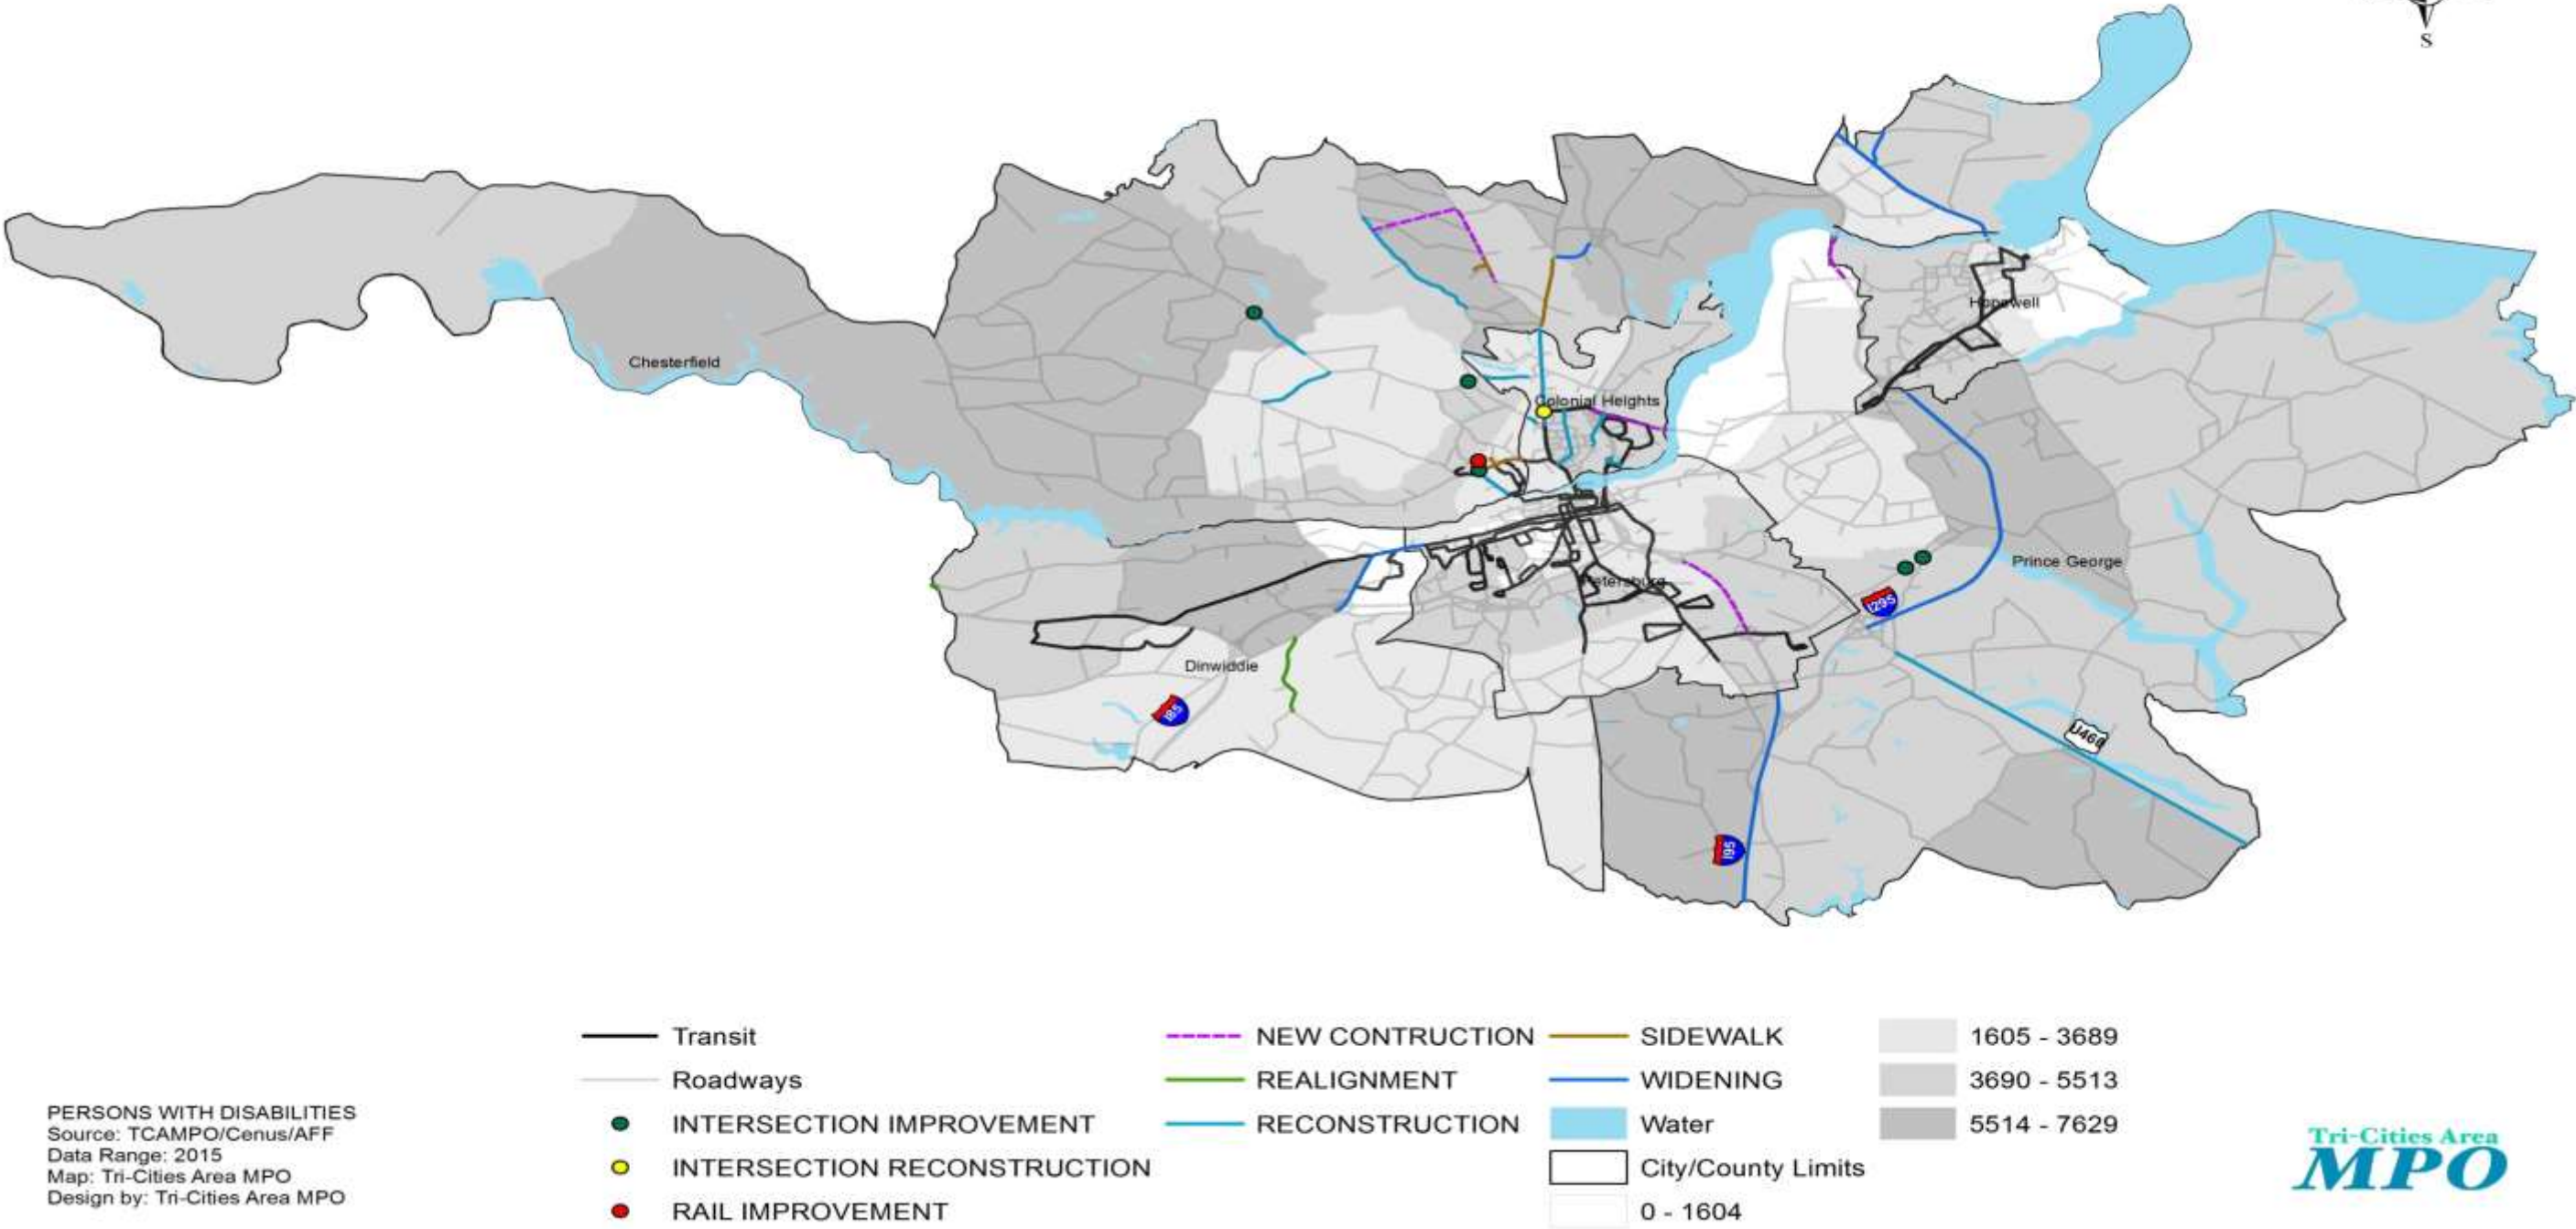 S
Chesterfield
Hopewell
Colonial Heights
Petersburg
Prince George
I295
Dinwiddie
I85
U460
I95
Transit
Roadways
INTERSECTION IMPROVEMENT
INTERSECTION RECONSTRUCTION
RAIL IMPROVEMENT
NEW CONTRUCTION
REALIGNMENT
RECONSTRUCTION
SIDEWALK
WIDENING
Water
City/County Limits
0 - 1604
1605 - 3689
3690 - 5513
5514 - 7629
PERSONS WITH DISABILITIES
Source: TCAMPO/Cenus/AFF
Data Range: 2015
Map: Tri-Cities Area MPO
Design by: Tri-Cities Area MPO
Tri-Cities Area
MPO